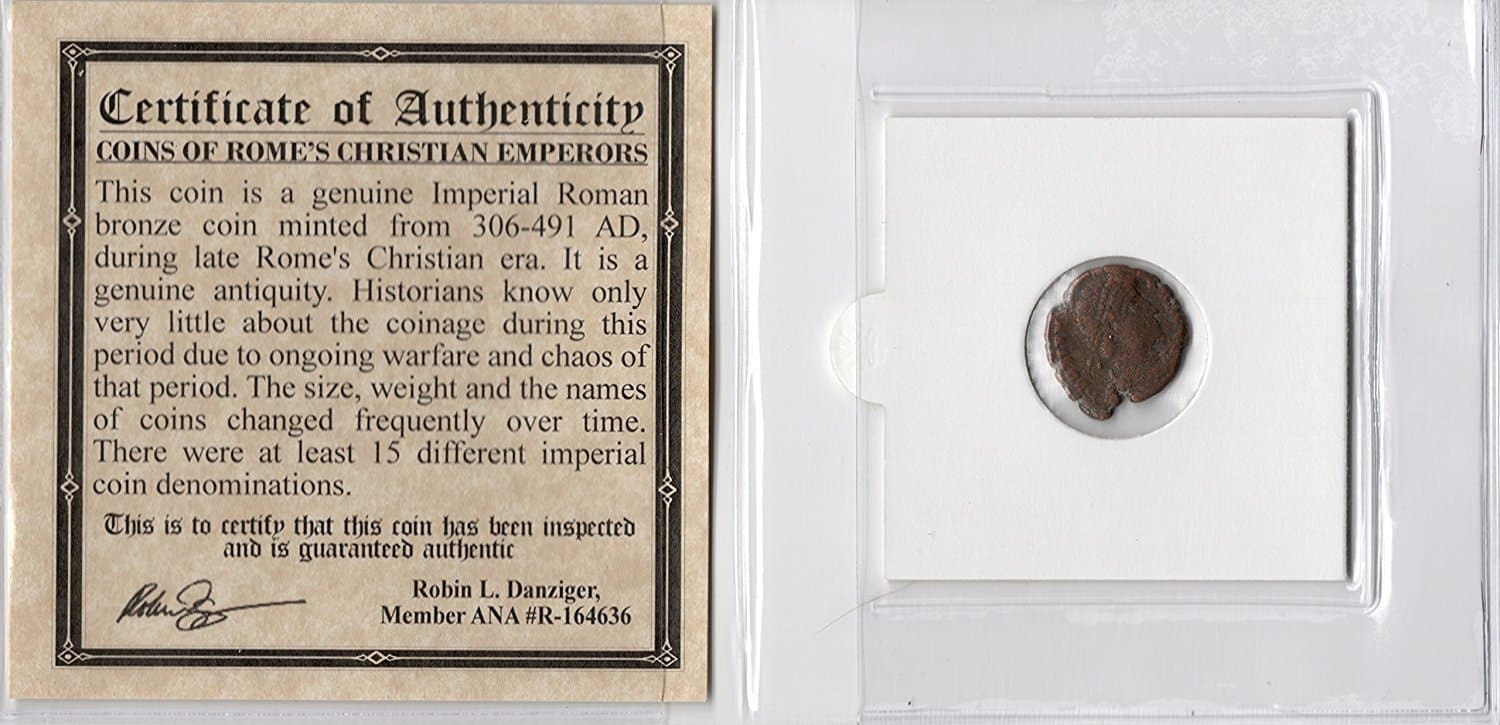 Certificate of Authenticity
COINS OF ROME'S CHRISTIAN EMPERORS
This coin is a genuine Imperial Roman
bronze coin minted from 306-491 AD,
during late Rome's Christian era. It is a
genuine antiquity. Historians know only
very little about the coinage during this
period due to ongoing warfare and chaos of
that period. The size, weight and the names
of coins changed frequently over time.
There were at least 15 different imperial
coin denominations.
This is to certify that this coin has been inspected
and is guaranteed authentic
Robin L. Danziger,
Member ANA #R-164636